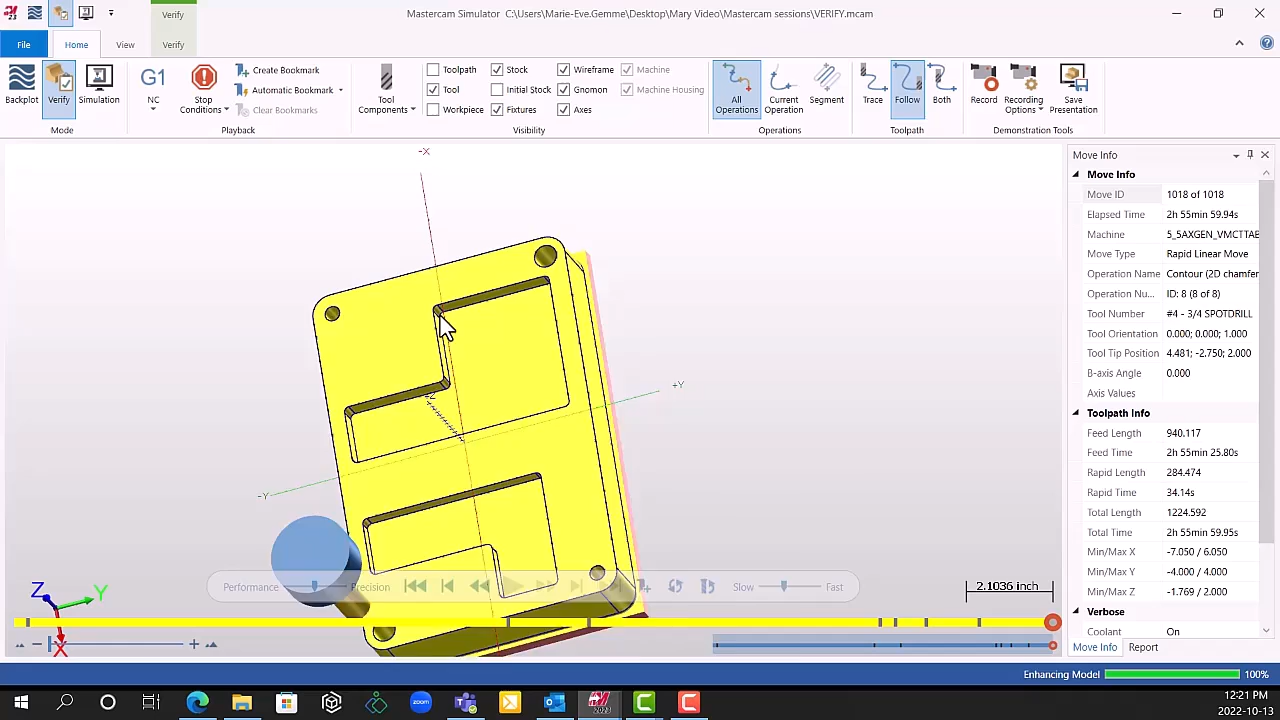 Mastercam Simulator C:\Users\Marie-Eve.Gemme\Desktop\Mary Video\Mastercam sessions\VERIFY.mcam
Verify
File Home View Verify
Backplot Verify Simulation
Mode
G1 NC
Stop Conditions
Create Bookmark
Automatic Bookmark
Clear Bookmarks
Playback
Tool Components
Toolpath Stock Wireframe Machine
Tool Initial Stock Gnomon Machine Housing
Workpiece Fixtures Axes
Visibility
All Operations Current Operation Segment
Operations
Trace Follow Both
Toolpath
Record Recording Options Save Presentation
Demonstration Tools
-X
+Y
-Y
Z Y
X
Performance Precision Slow Fast
2.1036 inch
Move Info
Move Info
Move ID 1018 of 1018
Elapsed Time 2h 55min 59.94s
Machine 5_5AXGEN_VMCTTAB
Move Type Rapid Linear Move
Operation Name Contour (2D chamfer
Operation Nu... ID: 8 (8 of 8)
Tool Number #4 - 3/4 SPOTDRILL
Tool Orientation 0.000; 0.000; 1.000
Tool Tip Position 4.481; -2.750; 2.000
B-axis Angle 0.000
Axis Values
Toolpath Info
Feed Length 940.117
Feed Time 2h 55min 25.80s
Rapid Length 284.474
Rapid Time 34.14s
Total Length 1224.592
Total Time 2h 55min 59.95s
Min/Max X -7.050 / 6.050
Min/Max Y -4.000 / 4.000
Min/Max Z -1.769 / 2.000
Verbose
Coolant On
Move Info Report
Enhancing Model 100%
zoom
2023
12:21 PM
2022-10-13